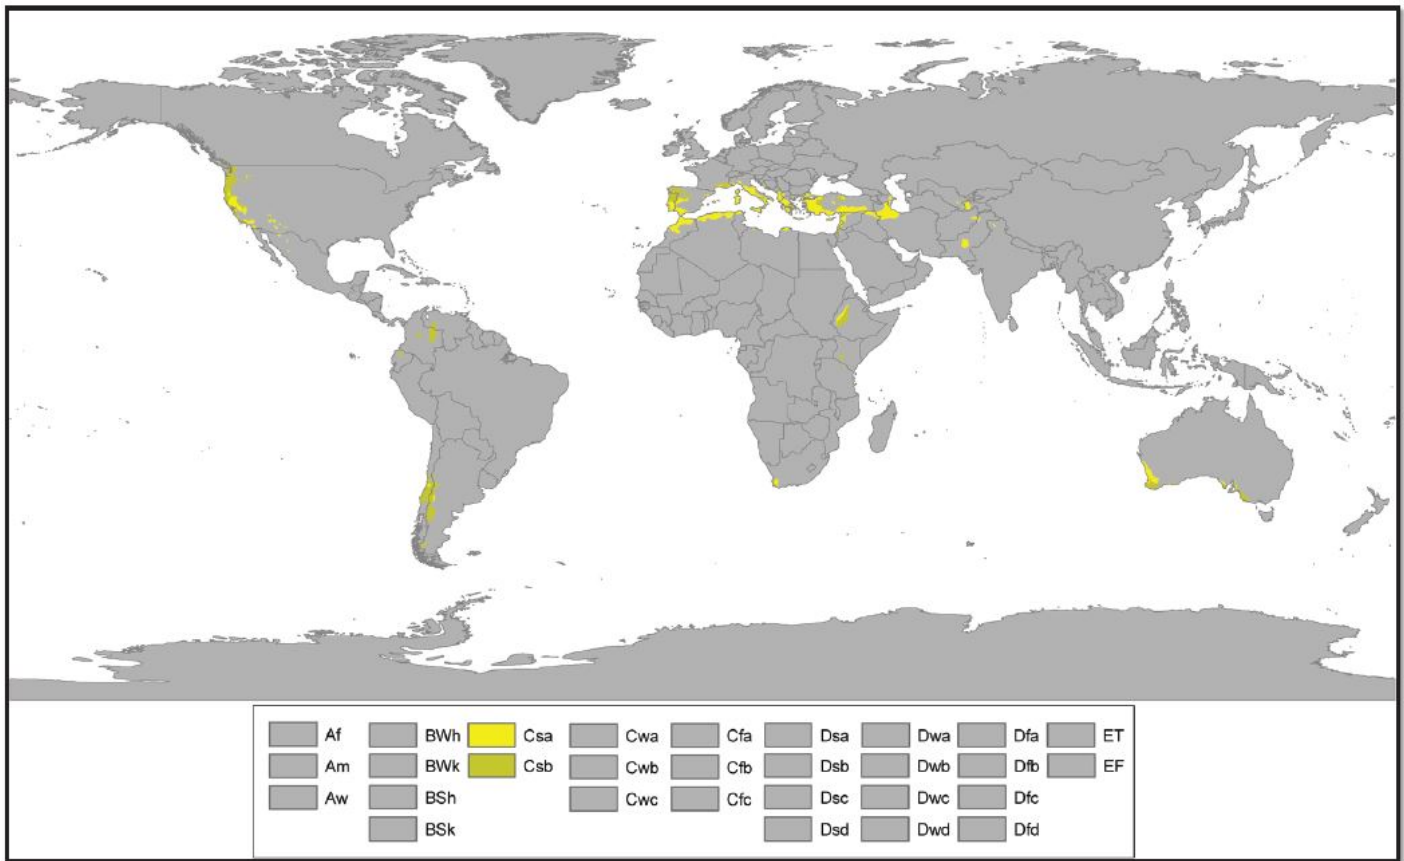 Af BWh Csa Cwa Cfa Dsa Dwa Dfa ET
Am BWk Csb Cwb Cfb Dsb Dwb Dfb EF
Aw BSh Cwc Cfc Dsc Dwc Dfc
BSk Dsd Dwd Dfd